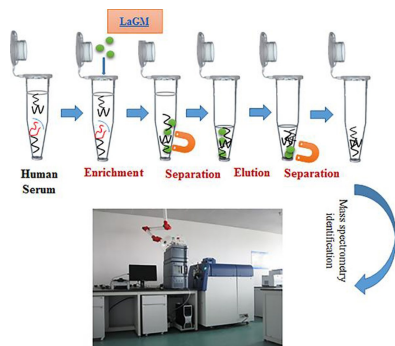 LaGM
Human
Serum
Enrichment
Separation
Elution
Separation
Mass spectrometry
identification